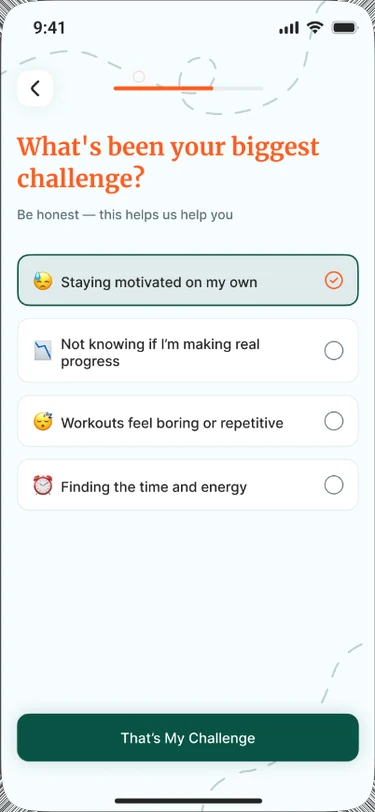 9:41
What's been your biggest
challenge?
Be honest — this helps us help you
Staying motivated on my own
Not knowing if I'm making real
progress
Workouts feel boring or repetitive
Finding the time and energy
That's My Challenge